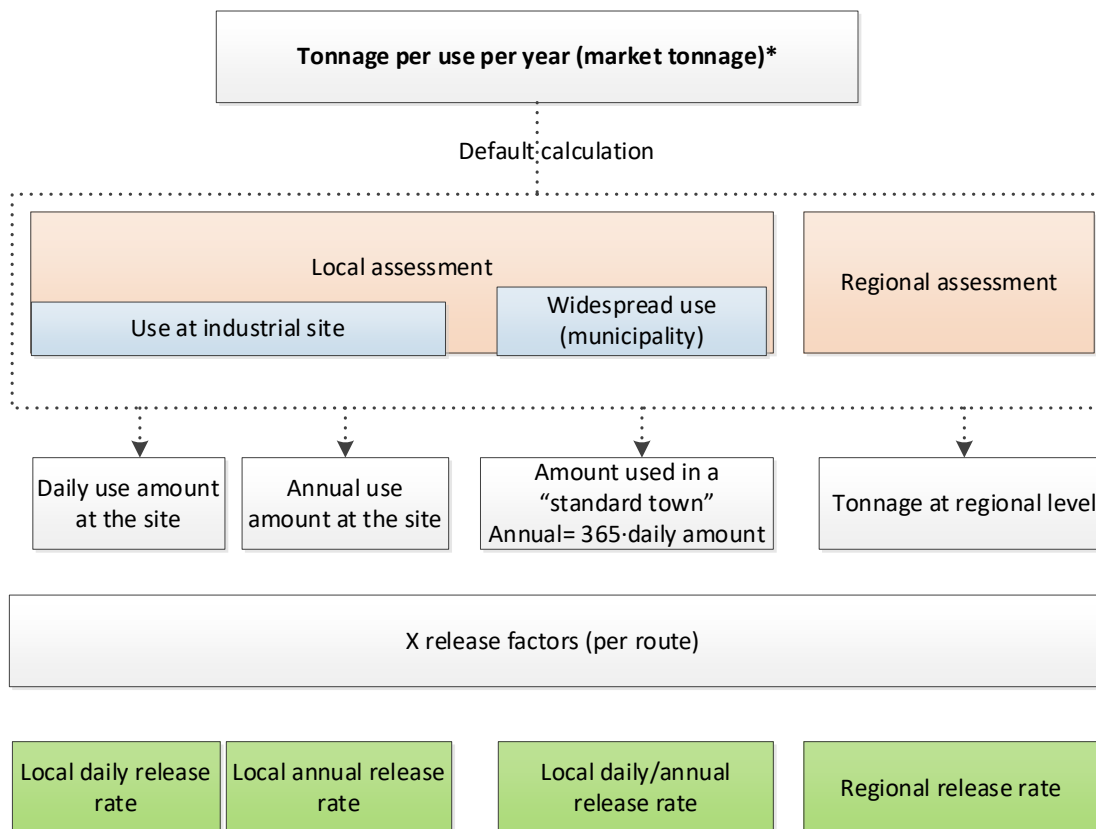 Tonnage per use per year (market tonnage)*
Default calculation
Local assessment
Regional assessment
Use at industrial site
Widespread use
(municipality)
Daily use amount
at the site
Annual use
amount at the site
Amount used in a
“standard town”
Annual= 365·daily amount
Tonnage at regional level
X release factors (per route)
Local daily release
rate
Local annual release
rate
Local daily/annual
release rate
Regional release rate